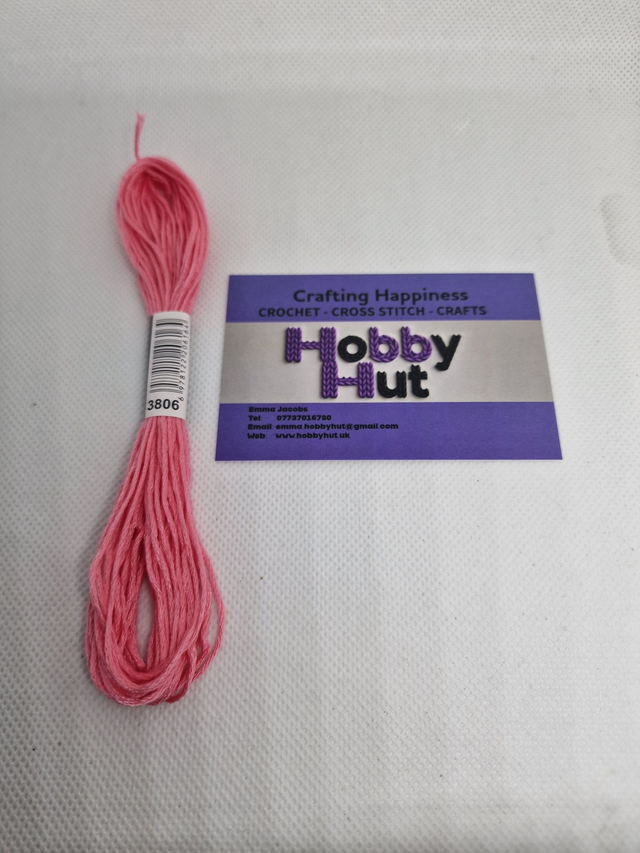 3806
Crafting Happiness
CROCHET - CROSS STITCH - CRAFTS
Hobby
Hut
Emma Jacobs
Tel 07737016780
Email emma.hobbyhut@gmail.com
Web www.hobbyhut.uk